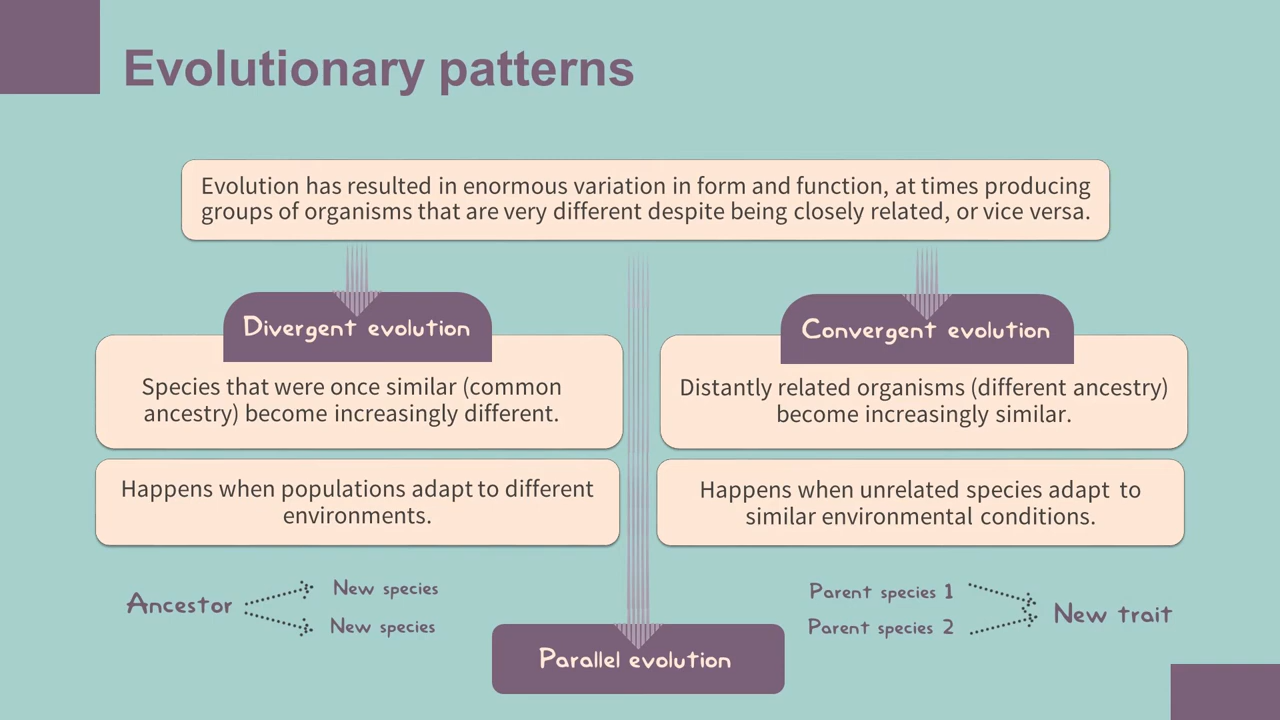 Evolutionary patterns
Evolution has resulted in enormous variation in form and function, at times producing
groups of organisms that are very different despite being closely related, or vice versa.
Divergent evolution
Species that were once similar (common
ancestry) become increasingly different.
Happens when populations adapt to different
environments.
Ancestor
New species
New species
Convergent evolution
Distantly related organisms (different ancestry)
become increasingly similar.
Happens when unrelated species adapt to
similar environmental conditions.
Parent species 1
Parent species 2
New trait
Parallel evolution